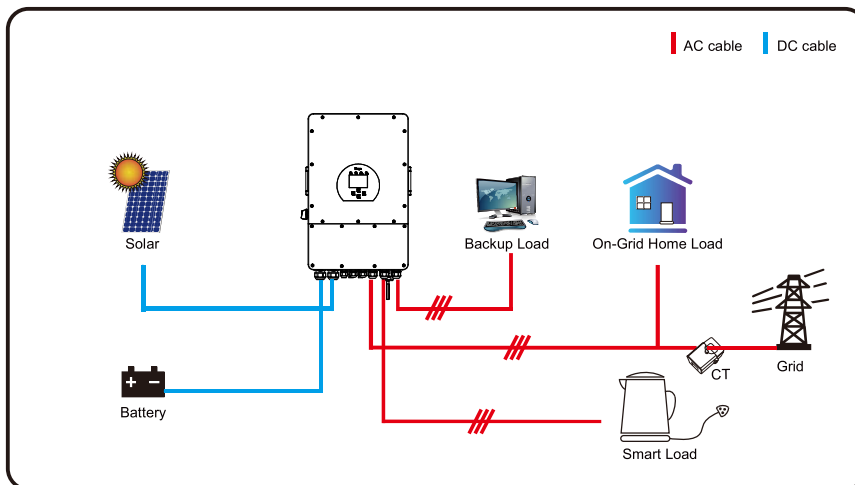 AC cable
DC cable
Solar
Backup Load
On-Grid Home Load
Battery
CT
Grid
Smart Load